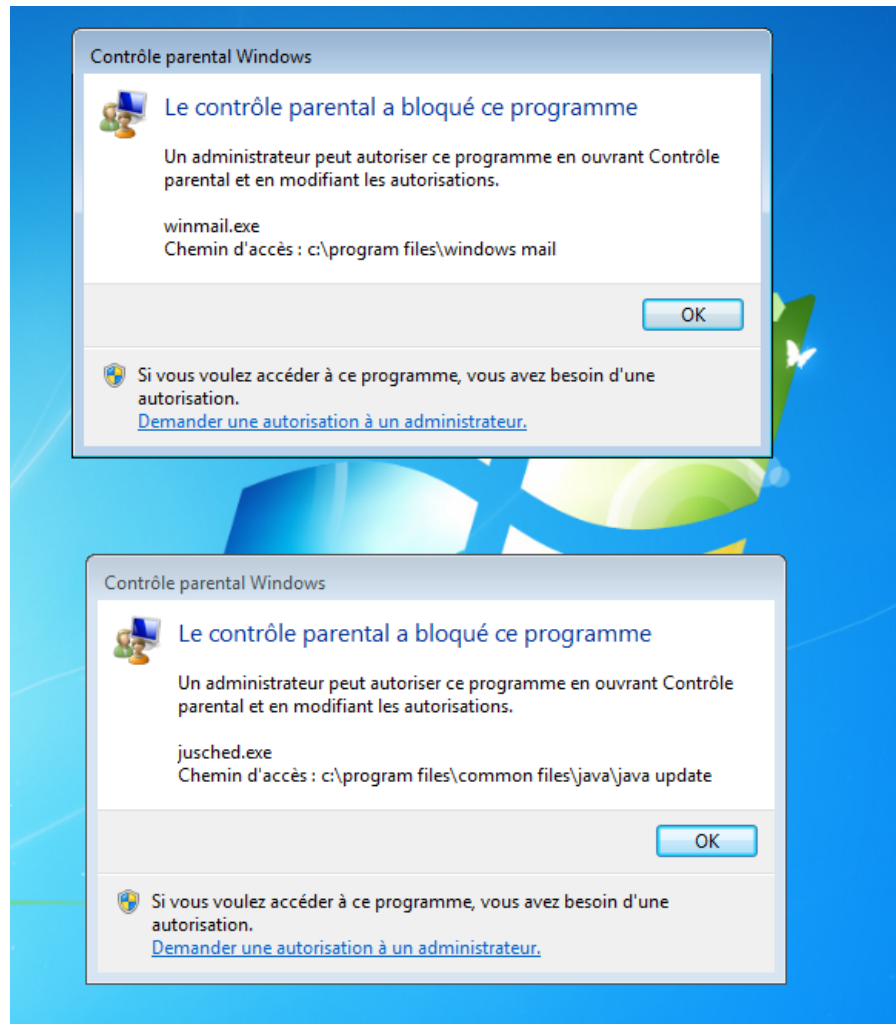 Contrôle parental Windows
Le contrôle parental a bloqué ce programme
Un administrateur peut autoriser ce programme en ouvrant Contrôle
parental et en modifiant les autorisations.
winmail.exe
Chemin d'accès : c:\program files\windows mail
OK
Si vous voulez accéder à ce programme, vous avez besoin d'une
autorisation.
Demander une autorisation à un administrateur.
Contrôle parental Windows
Le contrôle parental a bloqué ce programme
Un administrateur peut autoriser ce programme en ouvrant Contrôle
parental et en modifiant les autorisations.
jusched.exe
Chemin d'accès : c:\program files\common files\java\java update
OK
Si vous voulez accéder à ce programme, vous avez besoin d'une
autorisation.
Demander une autorisation à un administrateur.